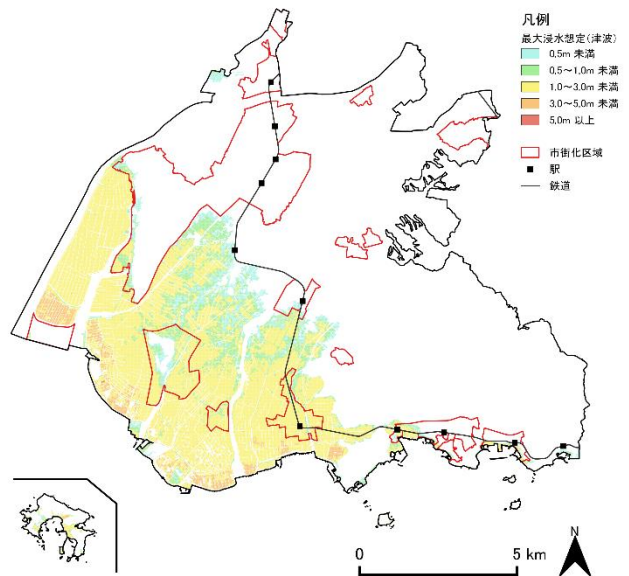 凡例
最大浸水想定(津波)
0.5m 未満
0.5~1.0m 未満
1.0~3.0m 未満
3.0~5.0m 未満
5.0m 以上
市街化区域
駅
鉄道
N
0 5 km